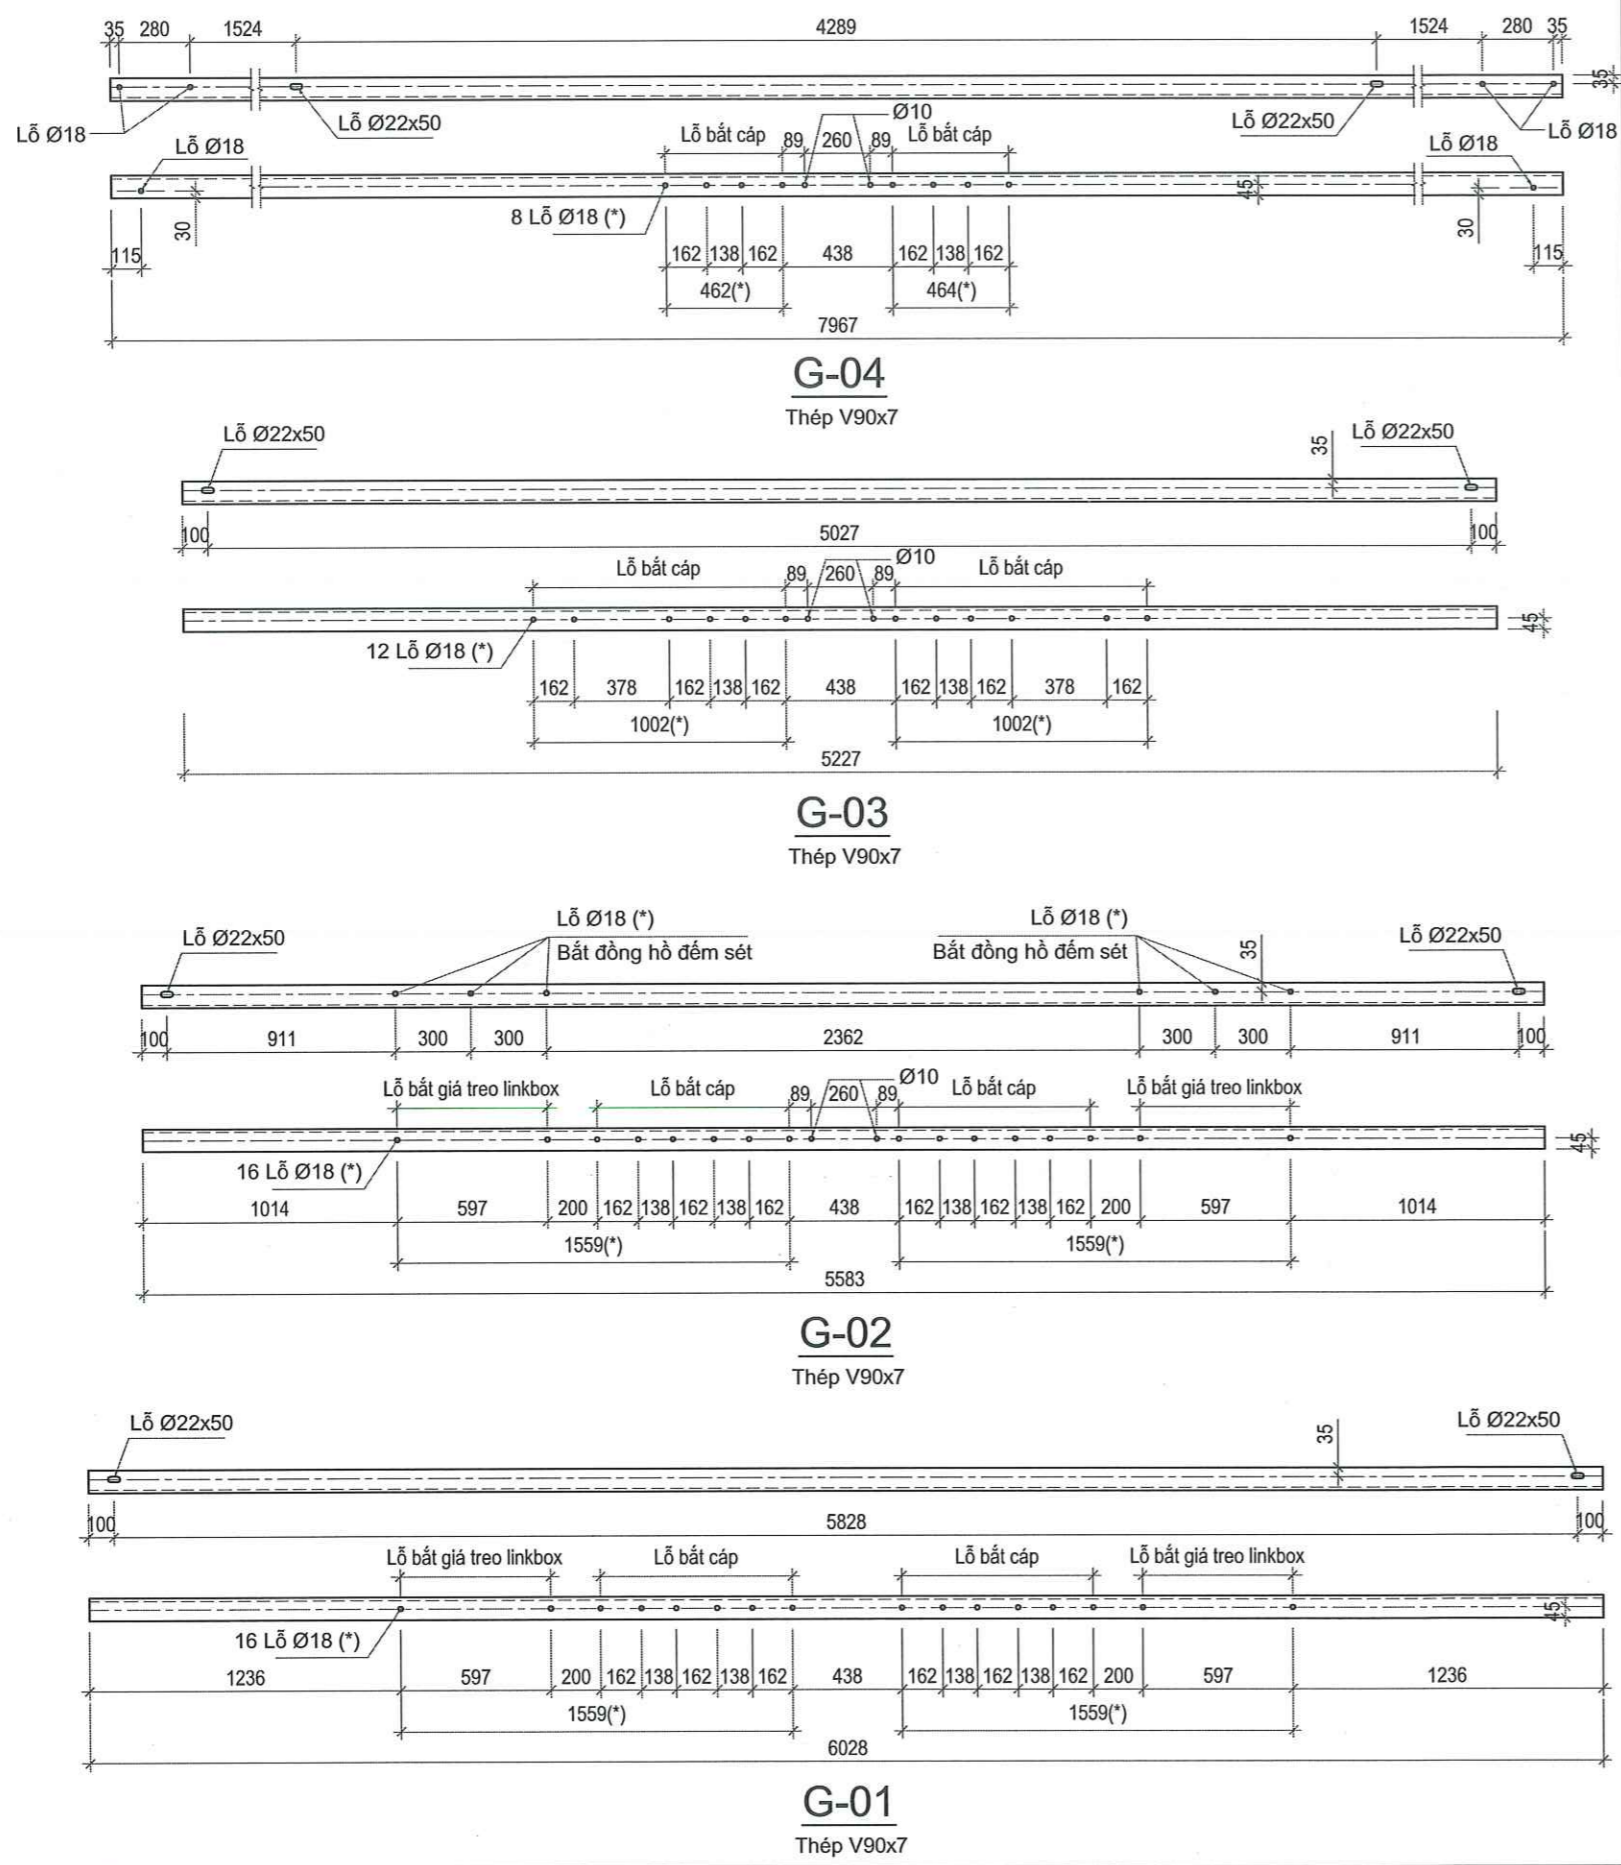 35 280 1524 4289 1524 280 35
35
Lỗ Ø18 Lỗ Ø22x50 Lỗ Ø22x50 Lỗ Ø18
Lỗ Ø18 Lỗ bắt cáp 89 260 89 Ø10 Lỗ bắt cáp Lỗ Ø18
45
8 Lỗ Ø18 (*)
30 30
115 162 138 162 438 162 138 162 115
462(*) 464(*)
7967
G-04
Thép V90x7
Lỗ Ø22x50 35 Lỗ Ø22x50
100 5027 100
Lỗ bắt cáp 89 260 89 Ø10 Lỗ bắt cáp
45
12 Lỗ Ø18 (*)
162 378 162 138 162 438 162 138 162 378 162
1002(*) 1002(*)
5227
G-03
Thép V90x7
Lỗ Ø22x50 Lỗ Ø18 (*) Lỗ Ø18 (*) Lỗ Ø22x50
Bắt đồng hồ đếm sét Bắt đồng hồ đếm sét 35
100 911 300 300 2362 300 300 911 100
Lỗ bắt giá treo linkbox Lỗ bắt cáp 89 260 89 Ø10 Lỗ bắt cáp Lỗ bắt giá treo linkbox
45
16 Lỗ Ø18 (*)
1014 597 200 162 138 162 138 162 438 162 138 162 138 162 200 597 1014
1559(*) 1559(*)
5583
G-02
Thép V90x7
Lỗ Ø22x50 35 Lỗ Ø22x50
100 5828 100
Lỗ bắt giá treo linkbox Lỗ bắt cáp Lỗ bắt cáp Lỗ bắt giá treo linkbox
45
16 Lỗ Ø18 (*)
1236 597 200 162 138 162 138 162 438 162 138 162 138 162 200 597 1236
1559(*) 1559(*)
6028
G-01
Thép V90x7